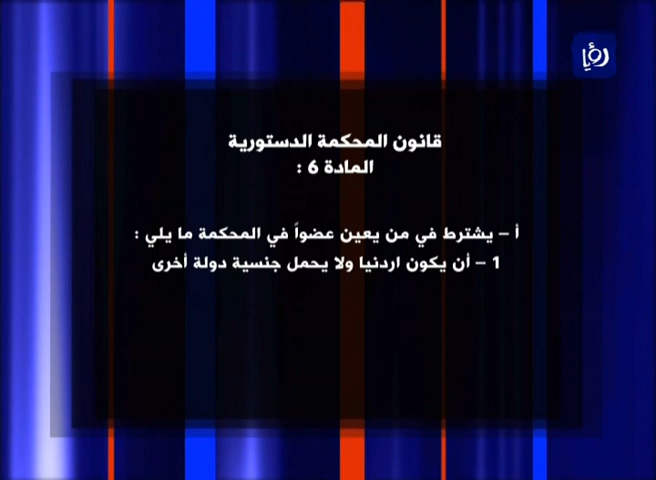 رؤيا
قانون المحكمة الدستورية
المادة 6 :
أ – يشترط في من يعين عضواً في المحكمة ما يلي :
1 – أن يكون اردنيا ولا يحمل جنسية دولة أخرى